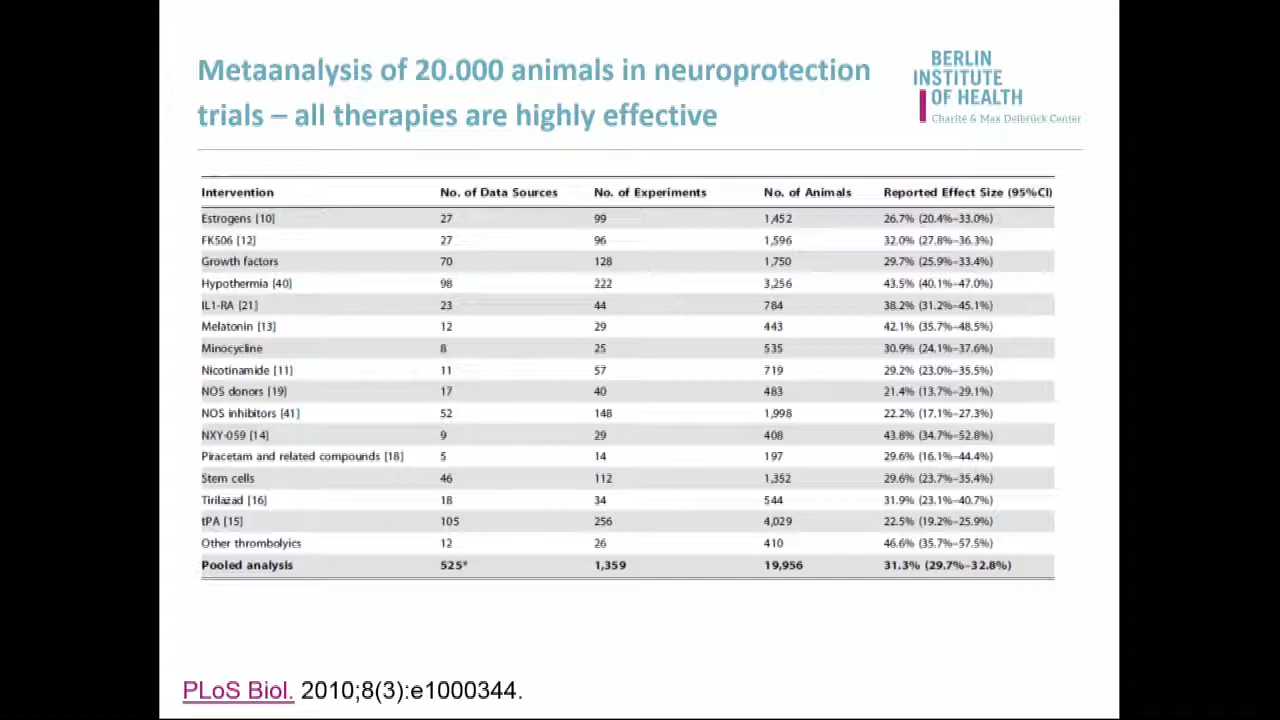 Metaanalysis of 20.000 animals in neuroprotection
trials – all therapies are highly effective
BERLIN
INSTITUTE
OF HEALTH
Charité & Max Delbrück Center
Intervention No. of Data Sources No. of Experiments No. of Animals Reported Effect Size (95%CI)
Estrogens [10] 27 99 1,452 26.7% (20.4%–33.0%)
FK506 [12] 27 96 1,596 32.0% (27.8%–36.3%)
Growth factors 70 128 1,750 29.7% (25.9%–33.4%)
Hypothermia [40] 98 222 3,256 43.5% (40.1%–47.0%)
IL1-RA [21] 23 44 784 38.2% (31.2%–45.1%)
Melatonin [13] 12 29 443 42.1% (35.7%–48.5%)
Minocycline 8 25 535 30.9% (24.1%–37.6%)
Nicotinamide [11] 11 57 719 29.2% (23.0%–35.5%)
NOS donors [19] 17 40 483 21.4% (13.7%–29.1%)
NOS inhibitors [41] 52 148 1,998 22.2% (17.1%–27.3%)
NXY-059 [14] 9 29 408 43.8% (34.7%–52.8%)
Piracetam and related compounds [18] 5 14 197 29.6% (16.1%–44.4%)
Stem cells 46 112 1,352 29.6% (23.7%–35.4%)
Tirilazad [16] 18 34 544 31.9% (23.1%–40.7%)
tPA [15] 105 256 4,029 22.5% (19.2%–25.9%)
Other thrombolyics 12 26 410 46.6% (35.7%–57.5%)
Pooled analysis 525* 1,359 19,956 31.3% (29.7%–32.8%)
PLoS Biol. 2010;8(3):e1000344.